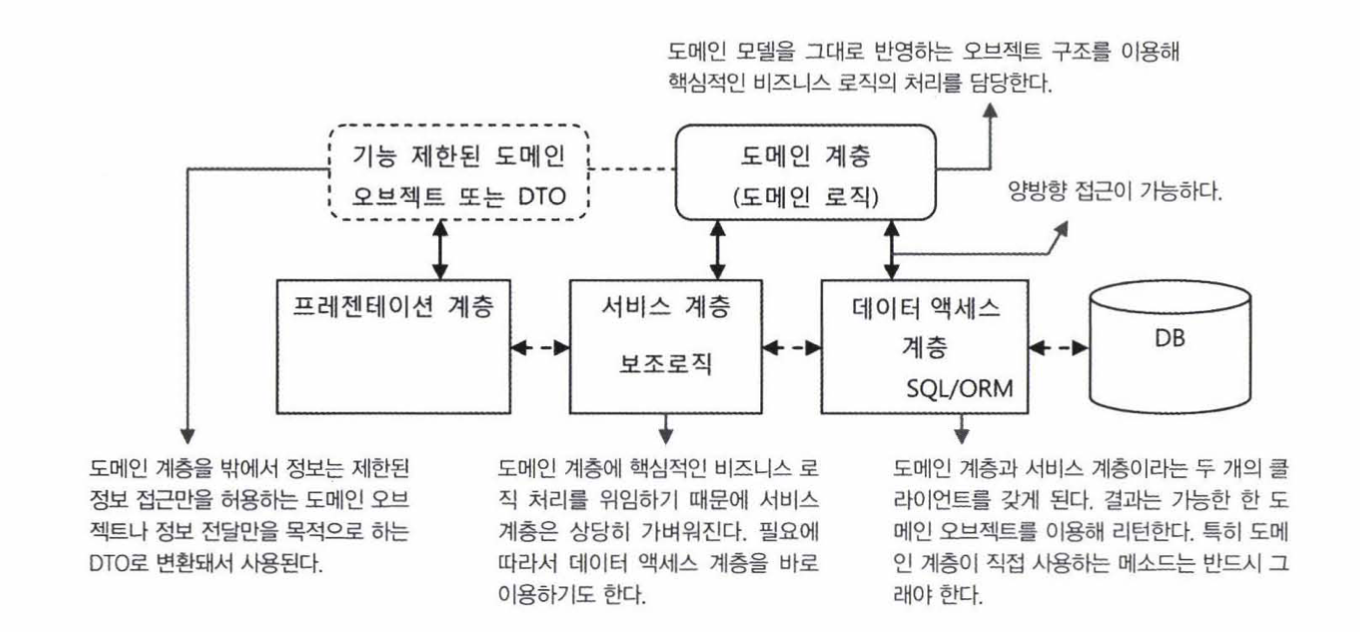 도메인 모델을 그대로 반영하는 오브젝트 구조를 이용해
핵심적인 비즈니스 로직의 처리를 담당한다.
기능 제한된 도메인
오브젝트 또는 DTO
도메인 계층
(도메인 로직)
양방향 접근이 가능하다.
프레젠테이션 계층
서비스 계층
보조로직
데이터 액세스
계층
SQL/ORM
DB
도메인 계층을 밖에서 정보는 제한된
정보 접근만을 허용하는 도메인 오브
젝트나 정보 전달만을 목적으로 하는
DTO로 변환돼서 사용된다.
도메인 계층에 핵심적인 비즈니스 로
직 처리를 위임하기 때문에 서비스
계층은 상당히 가벼워진다. 필요에
따라서 데이터 액세스 계층을 바로
이용하기도 한다.
도메인 계층과 서비스 계층이라는 두 개의 클
라이언트를 갖게 된다. 결과는 가능한 한 도
메인 오브젝트를 이용해 리턴한다. 특히 도메
인 계층이 직접 사용하는 메소드는 반드시 그
래야 한다.